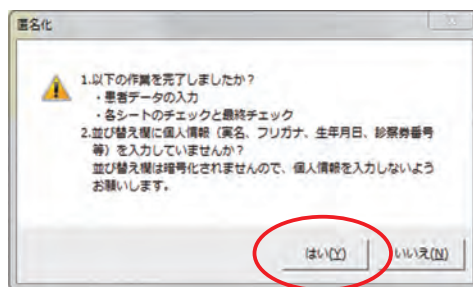 匿名化
1.以下の作業を完了しましたか？
・患者データの入力
・各シートのチェックと最終チェック
2.並び替え欄に個人情報（実名、フリガナ、生年月日、診察券番号
等）を入力していませんか？
並び替え欄は暗号化されませんので、個人情報を入力しないよう
お願いします。
はい(Y)
いいえ(N)